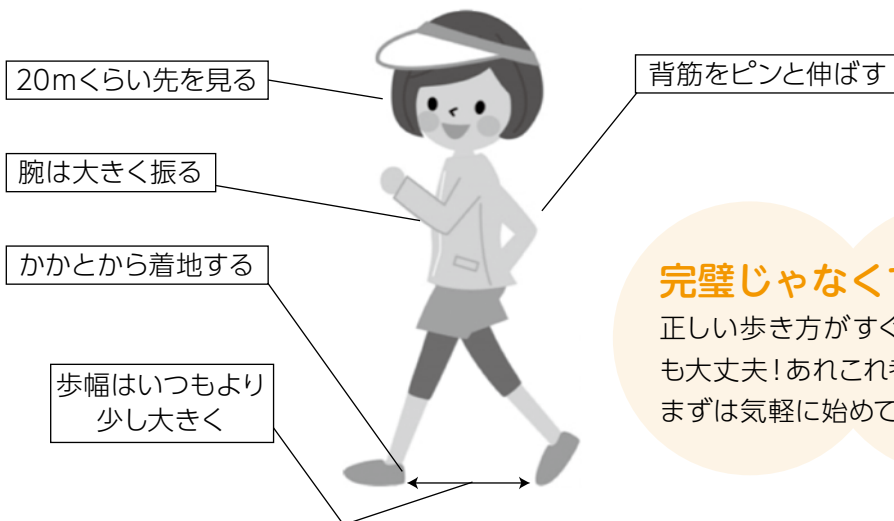 20mくらい先を見る
背筋をピンと伸ばす
腕は大きく振る
かかとから着地する
歩幅はいつもより
少し大きく
完璧じゃなく
正しい歩き方がすぐ
も大丈夫！あれこれ
まずは気軽に始めて